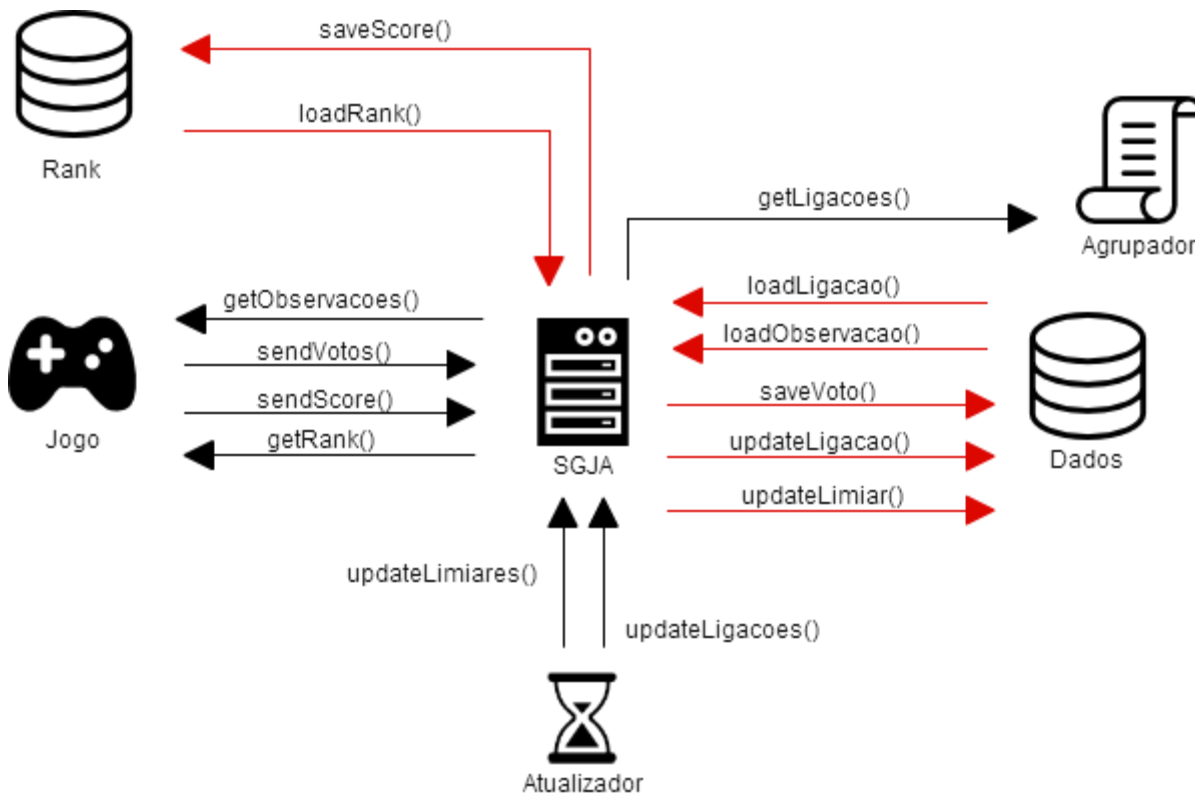 saveScore()
loadRank()
Rank
getLigacoes()
Agrupador
getObservacoes()
sendVotos()
sendScore()
getRank()
Jogo
SGJA
loadLigacao()
loadObservacao()
saveVoto()
updateLigacao()
updateLimiar()
Dados
updateLimiares()
updateLigacoes()
Atualizador